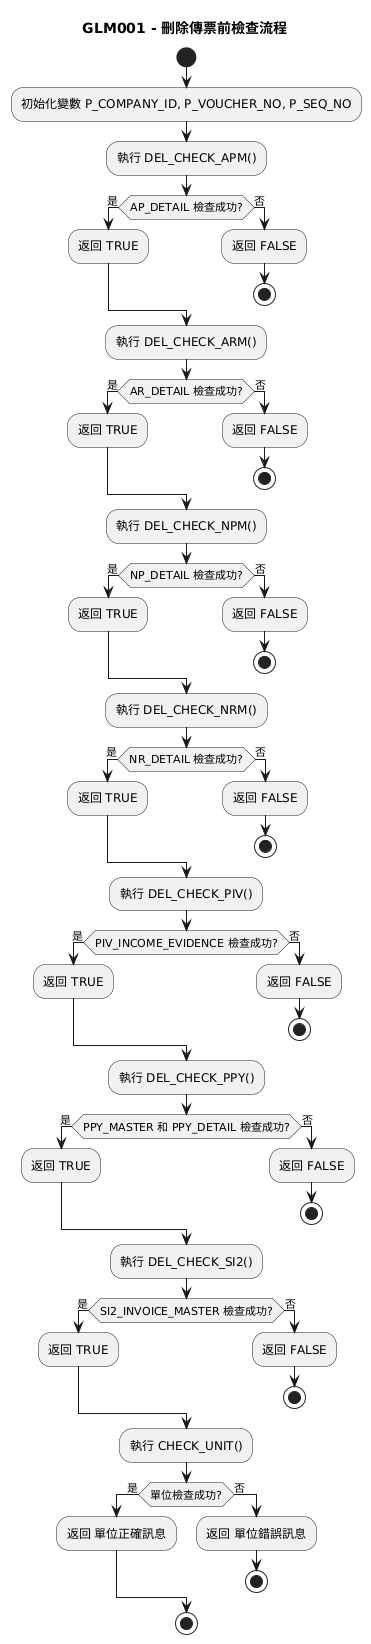 GLM001 - 刪除傳票前檢查流程
初始化變數 P_COMPANY_ID, P_VOUCHER_NO, P_SEQ_NO
執行 DEL_CHECK_APM()
是
AP_DETAIL 檢查成功?
否
返回 TRUE
返回 FALSE
執行 DEL_CHECK_ARM()
是
AR_DETAIL 檢查成功?
否
返回 TRUE
返回 FALSE
執行 DEL_CHECK_NPM()
是
NP_DETAIL 檢查成功?
否
返回 TRUE
返回 FALSE
執行 DEL_CHECK_NRM()
是
NR_DETAIL 檢查成功?
否
返回 TRUE
返回 FALSE
執行 DEL_CHECK_PIV()
是
PIV_INCOME_EVIDENCE 檢查成功?
否
返回 TRUE
返回 FALSE
執行 DEL_CHECK_PPY()
是
PPY_MASTER 和 PPY_DETAIL 檢查成功?
否
返回 TRUE
返回 FALSE
執行 DEL_CHECK_SI2()
是
SI2_INVOICE_MASTER 檢查成功?
否
返回 TRUE
返回 FALSE
執行 CHECK_UNIT()
是
單位檢查成功?
否
返回 單位正確訊息
返回 單位錯誤訊息